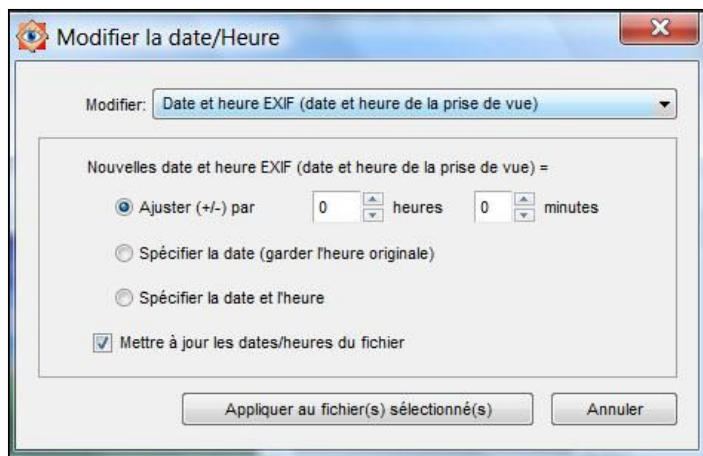 Modifier la date/Heure
Modifier: Date et heure EXIF (date et heure de la prise de vue)
Nouvelles date et heure EXIF (date et heure de la prise de vue) =
Ajuster (+/-) par 0 heures 0 minutes
Spécifier la date (garder l'heure originale)
Spécifier la date et l'heure
Mettre à jour les dates/heures du fichier
Appliquer au fichier(s) sélectionné(s) Annuler